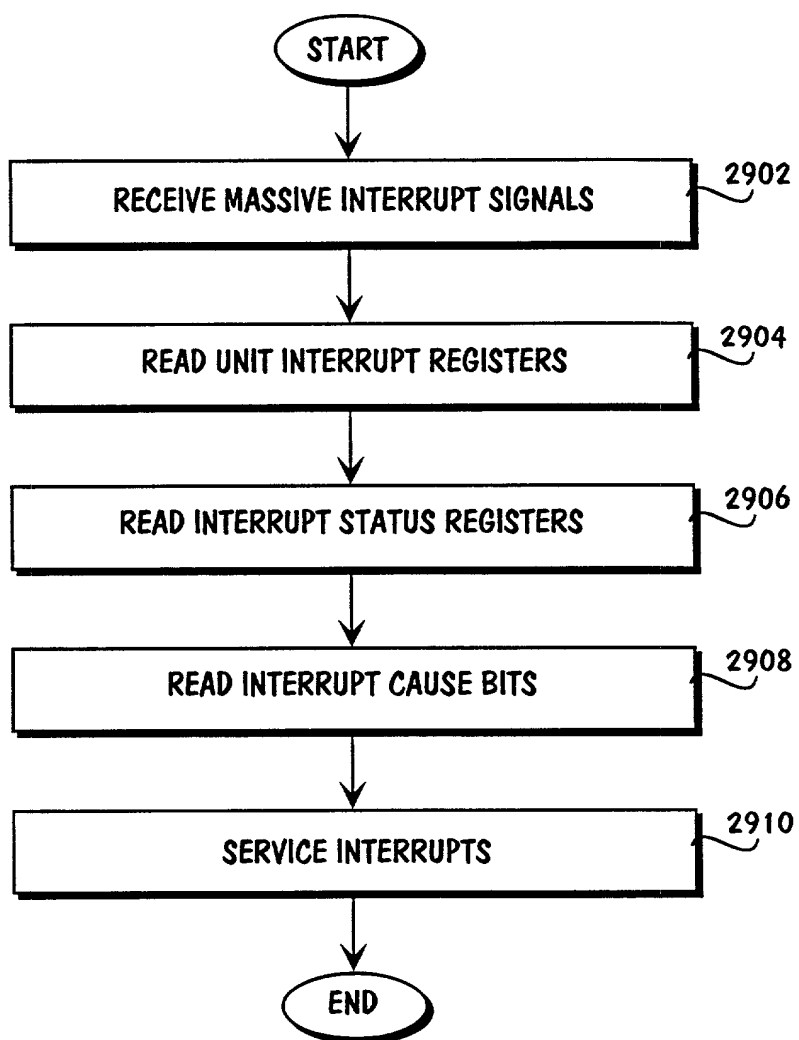 START
RECEIVE MASSIVE INTERRUPT SIGNALS
2902
READ UNIT INTERRUPT REGISTERS
2904
READ INTERRUPT STATUS REGISTERS
2906
READ INTERRUPT CAUSE BITS
2908
SERVICE INTERRUPTS
2910
END